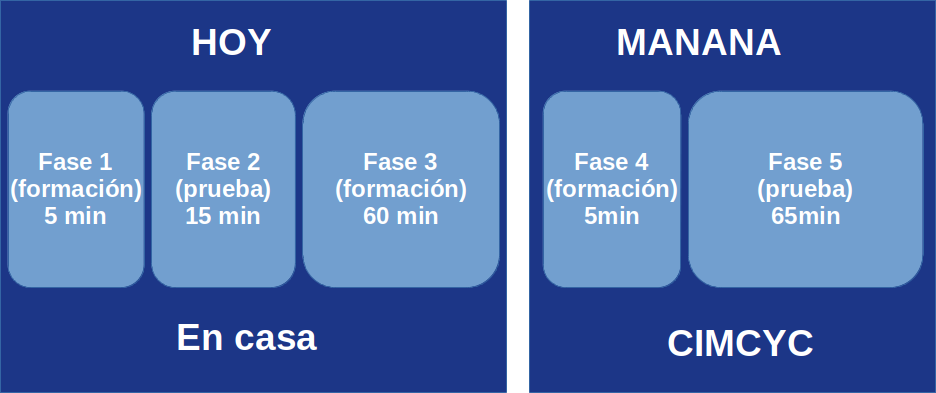 HOY
Fase 1
(formación)
5 min
Fase 2
(prueba)
15 min
Fase 3
(formación)
60 min
En casa
MANANA
Fase 4
(formación)
5min
Fase 5
(prueba)
65min
CIMCYC